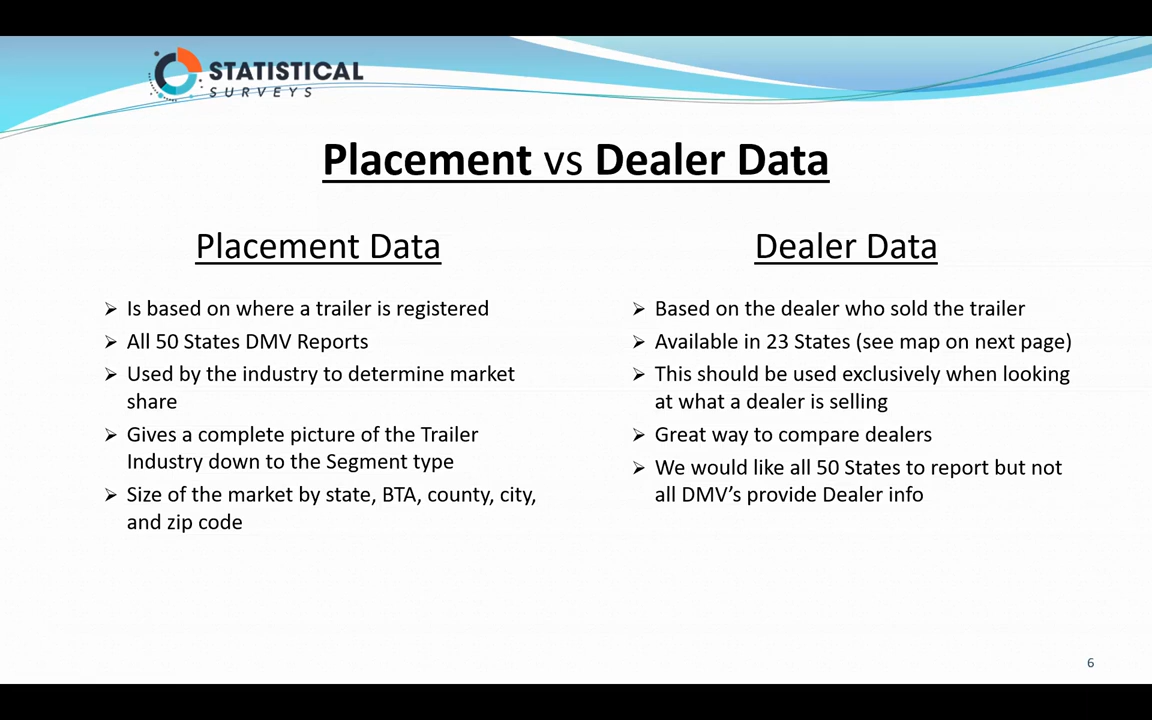 STATISTICAL
SURVEYS
Placement vs Dealer Data
Placement Data
➢ Is based on where a trailer is registered
➢ All 50 States DMV Reports
➢ Used by the industry to determine market
share
➢ Gives a complete picture of the Trailer
Industry down to the Segment type
➢ Size of the market by state, BTA, county, city,
and zip code
Dealer Data
➢ Based on the dealer who sold the trailer
➢ Available in 23 States (see map on next page)
➢ This should be used exclusively when looking
at what a dealer is selling
➢ Great way to compare dealers
➢ We would like all 50 States to report but not
all DMV’s provide Dealer info
6